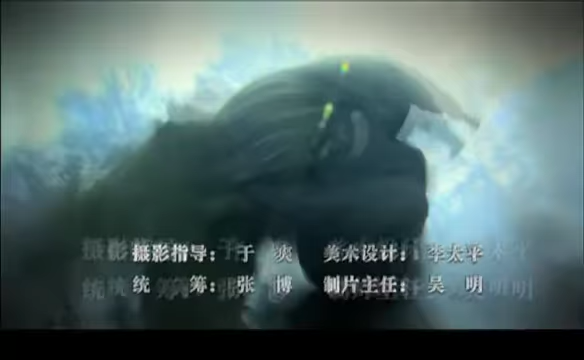 摄影指导：于　爽　美术设计：李太平
统　　筹：张　博　制片主任：吴　明